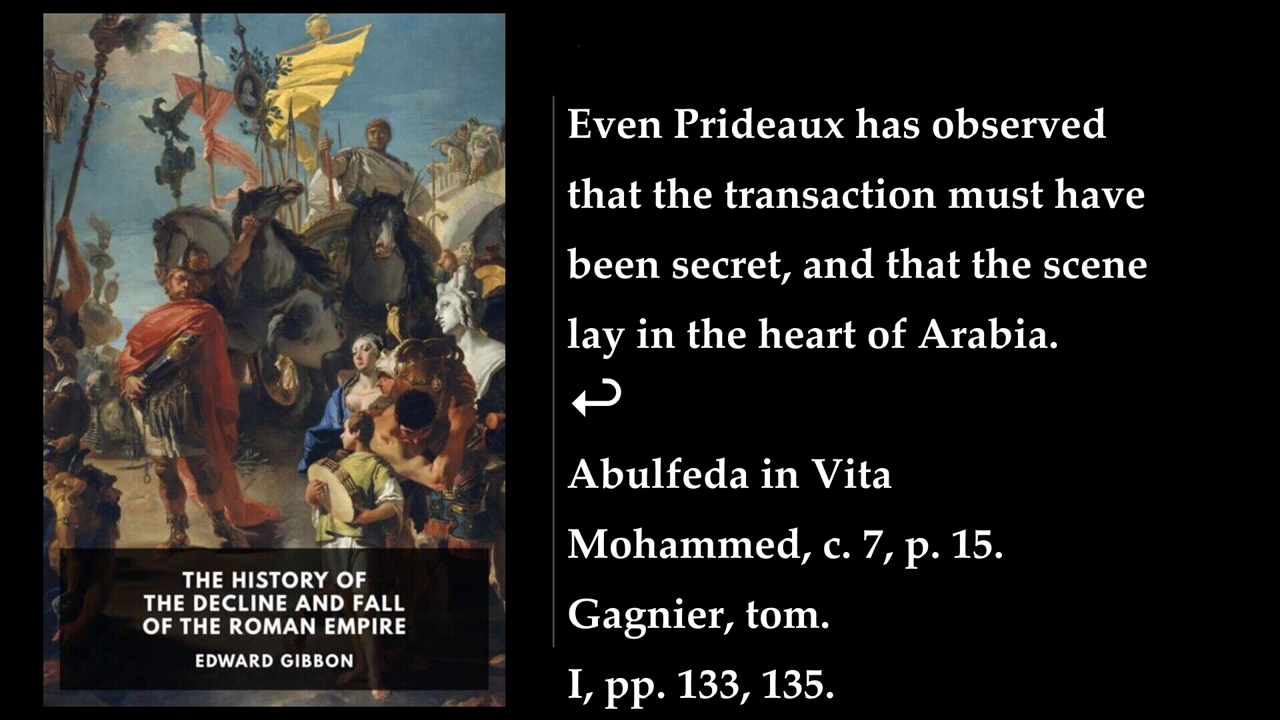 THE HISTORY OF
THE DECLINE AND FALL
OF THE ROMAN EMPIRE
EDWARD GIBBON
Even Prideaux has observed
that the transaction must have
been secret, and that the scene
lay in the heart of Arabia.
↩
Abulfeda in Vita
Mohammed, c. 7, p. 15.
Gagnier, tom.
I, pp. 133, 135.